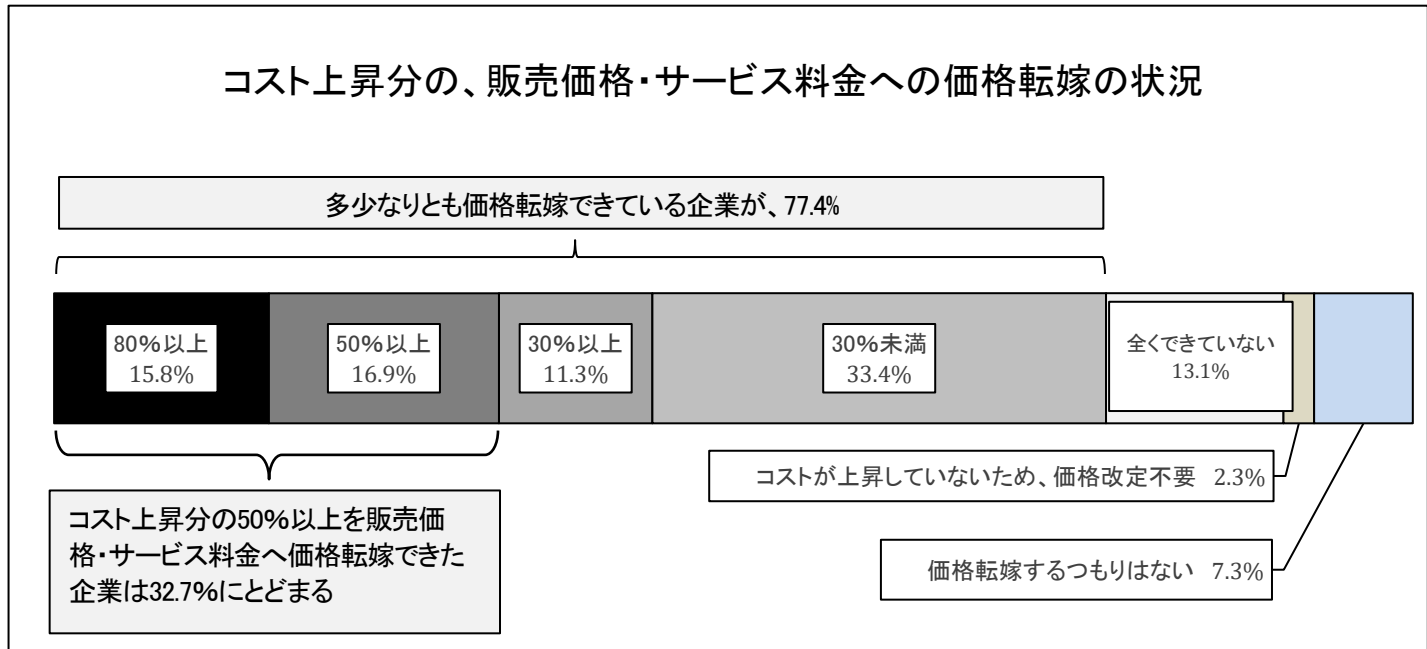 コスト上昇分の、販売価格・サービス料金への価格転嫁の状況
多少なりとも価格転嫁できている企業が、77.4%
80%以上
15.8%
50%以上
16.9%
30%以上
11.3%
30%未満
33.4%
全くできていない
13.1%
コストが上昇していないため、価格改定不要 2.3%
価格転嫁するつもりはない 7.3%
コスト上昇分の50%以上を販売価
格・サービス料金へ価格転嫁できた
企業は32.7%にとどまる